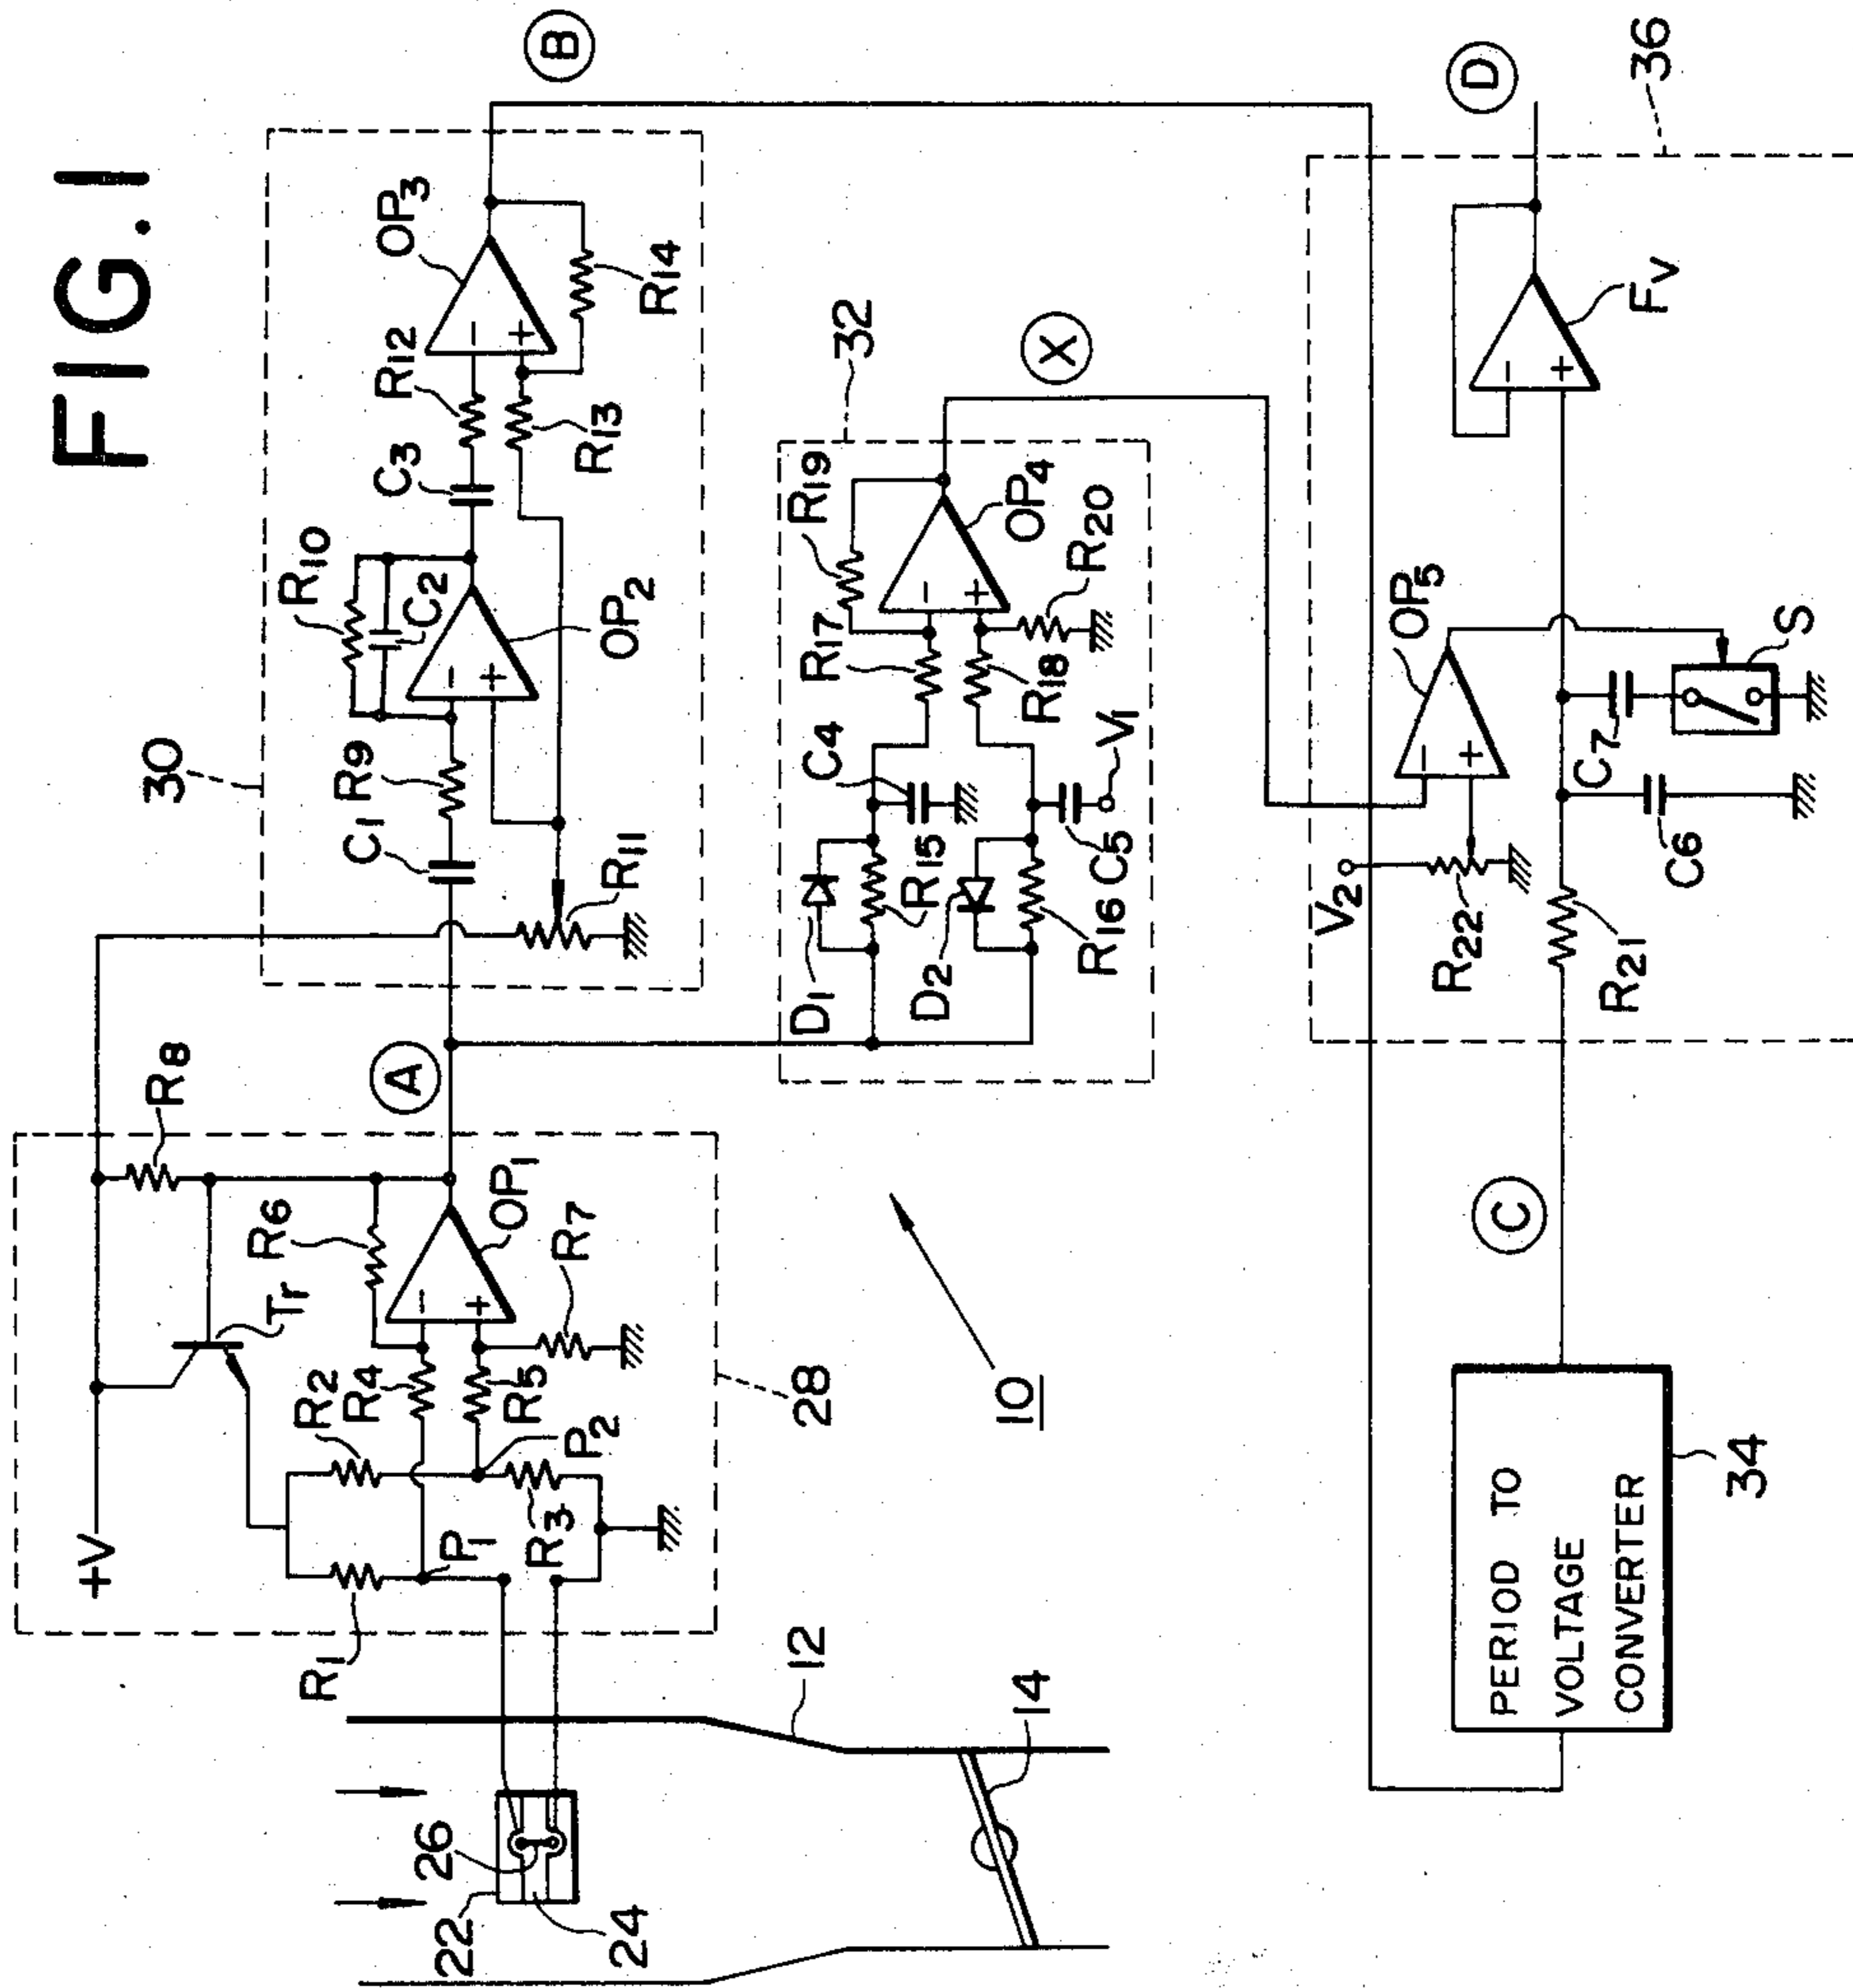 FIG. 1
+V
R8
Tr
R6
R2
R4
R1
P1
OP1
R5
R7
P2
R3
28
A
30
C1
R9
R10
C2
OP2
R11
C3
R12
R13
OP3
R14
B
32
D1
R15
C4
R17
R19
OP4
R18
R20
D2
R16
C5
V1
X
10
22
26
24
12
14
PERIOD TO
VOLTAGE
CONVERTER
34
C
V2
R22
R21
OP5
C6
C7
S
FV
D
36